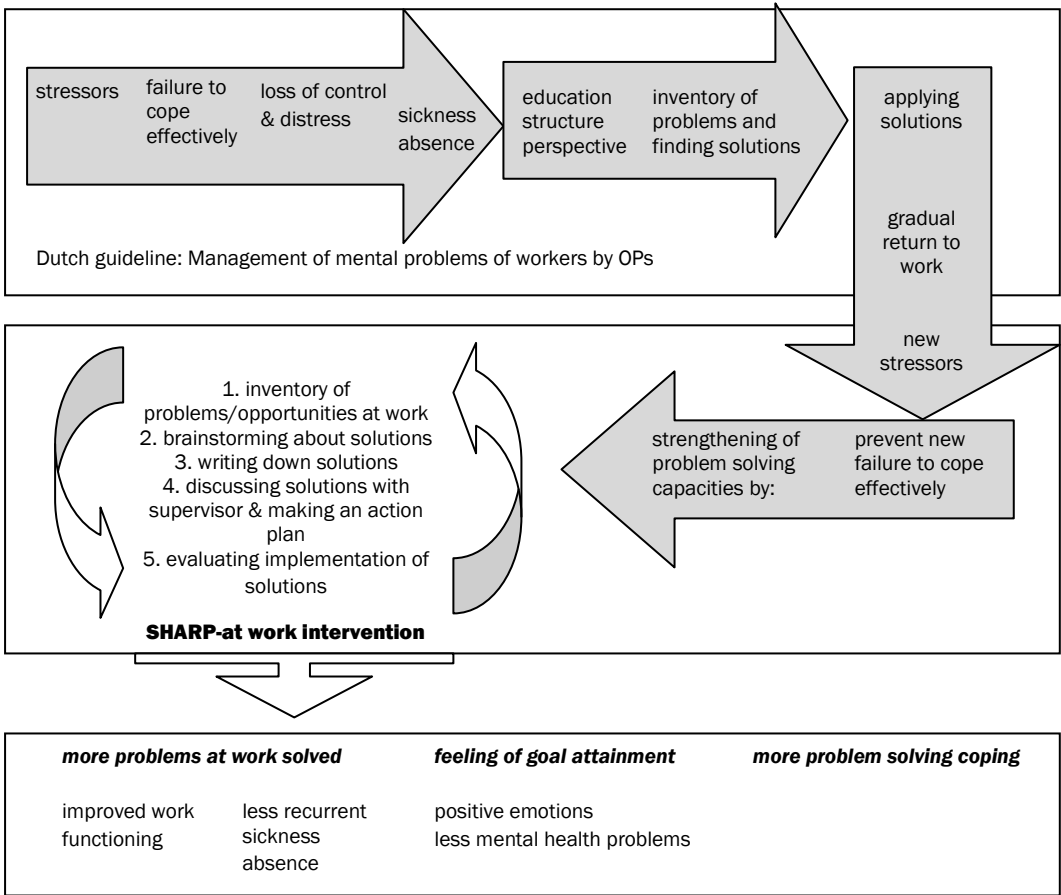 stressors
failure to
cope
effectively
loss of control
& distress
sickness
absence
education
structure
perspective
inventory of
problems and
finding solutions
applying
solutions
gradual
return to
work
new
stressors
Dutch guideline: Management of mental problems of workers by OPs
prevent new
failure to cope
effectively
strengthening of
problem solving
capacities by:
1. inventory of
problems/opportunities at work
2. brainstorming about solutions
3. writing down solutions
4. discussing solutions with
supervisor & making an action
plan
5. evaluating implementation of
solutions
SHARP-at work intervention
more problems at work solved
improved work
functioning
less recurrent
sickness
absence
feeling of goal attainment
positive emotions
less mental health problems
more problem solving coping